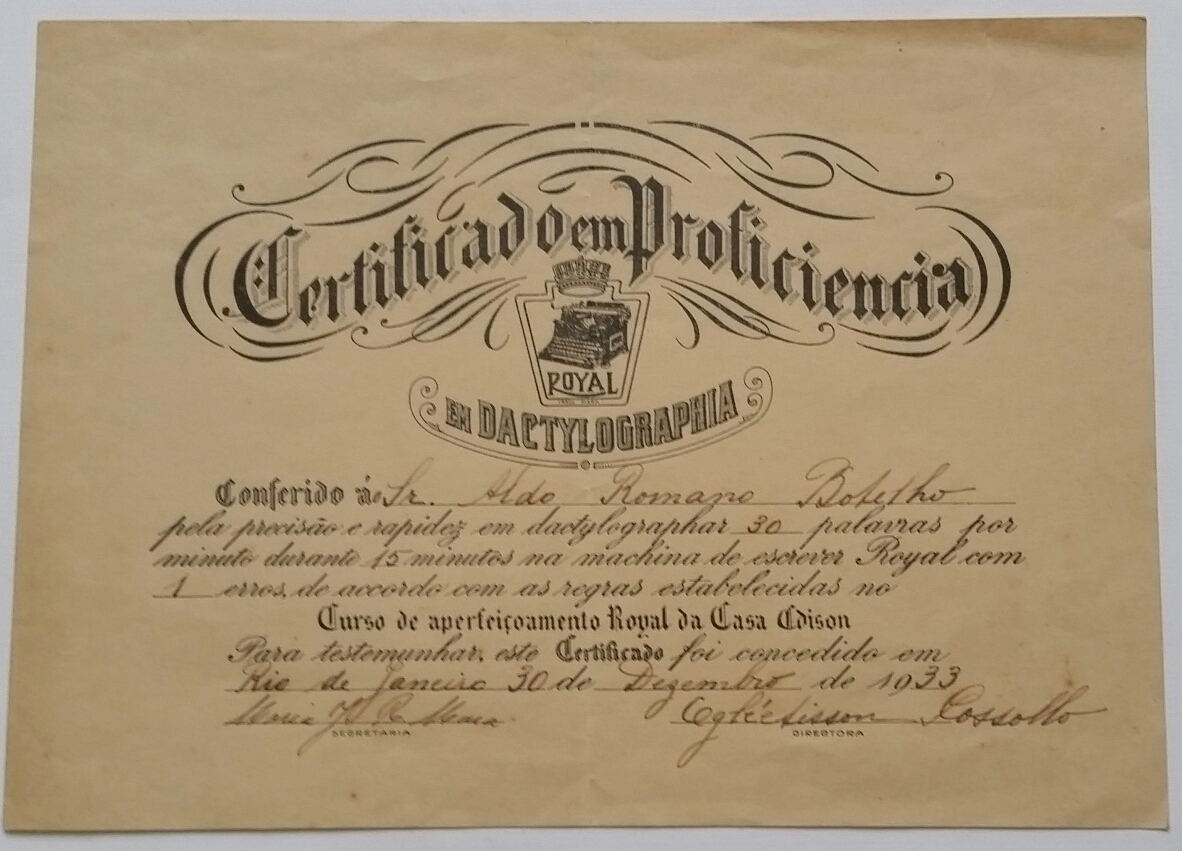 Certificado em Proficiencia
ROYAL
EM DACTYLOGRAPHIA
Conferido á Sr. Aldo Romano Botelho
pela precisão e rapidez em dactylographar 30 palavras por
minuto durante 15 minutos na machina de escrever Royal com
1 erros, de accordo com as regras estabelecidas no
Curso de aperfeiçoamento Royal da Casa Edison
Para testemunhar, este Certificado foi concedido em
Rio de Janeiro 30 de Dezembro de 1933
Maria
SECRETARIA
DIRECTORA